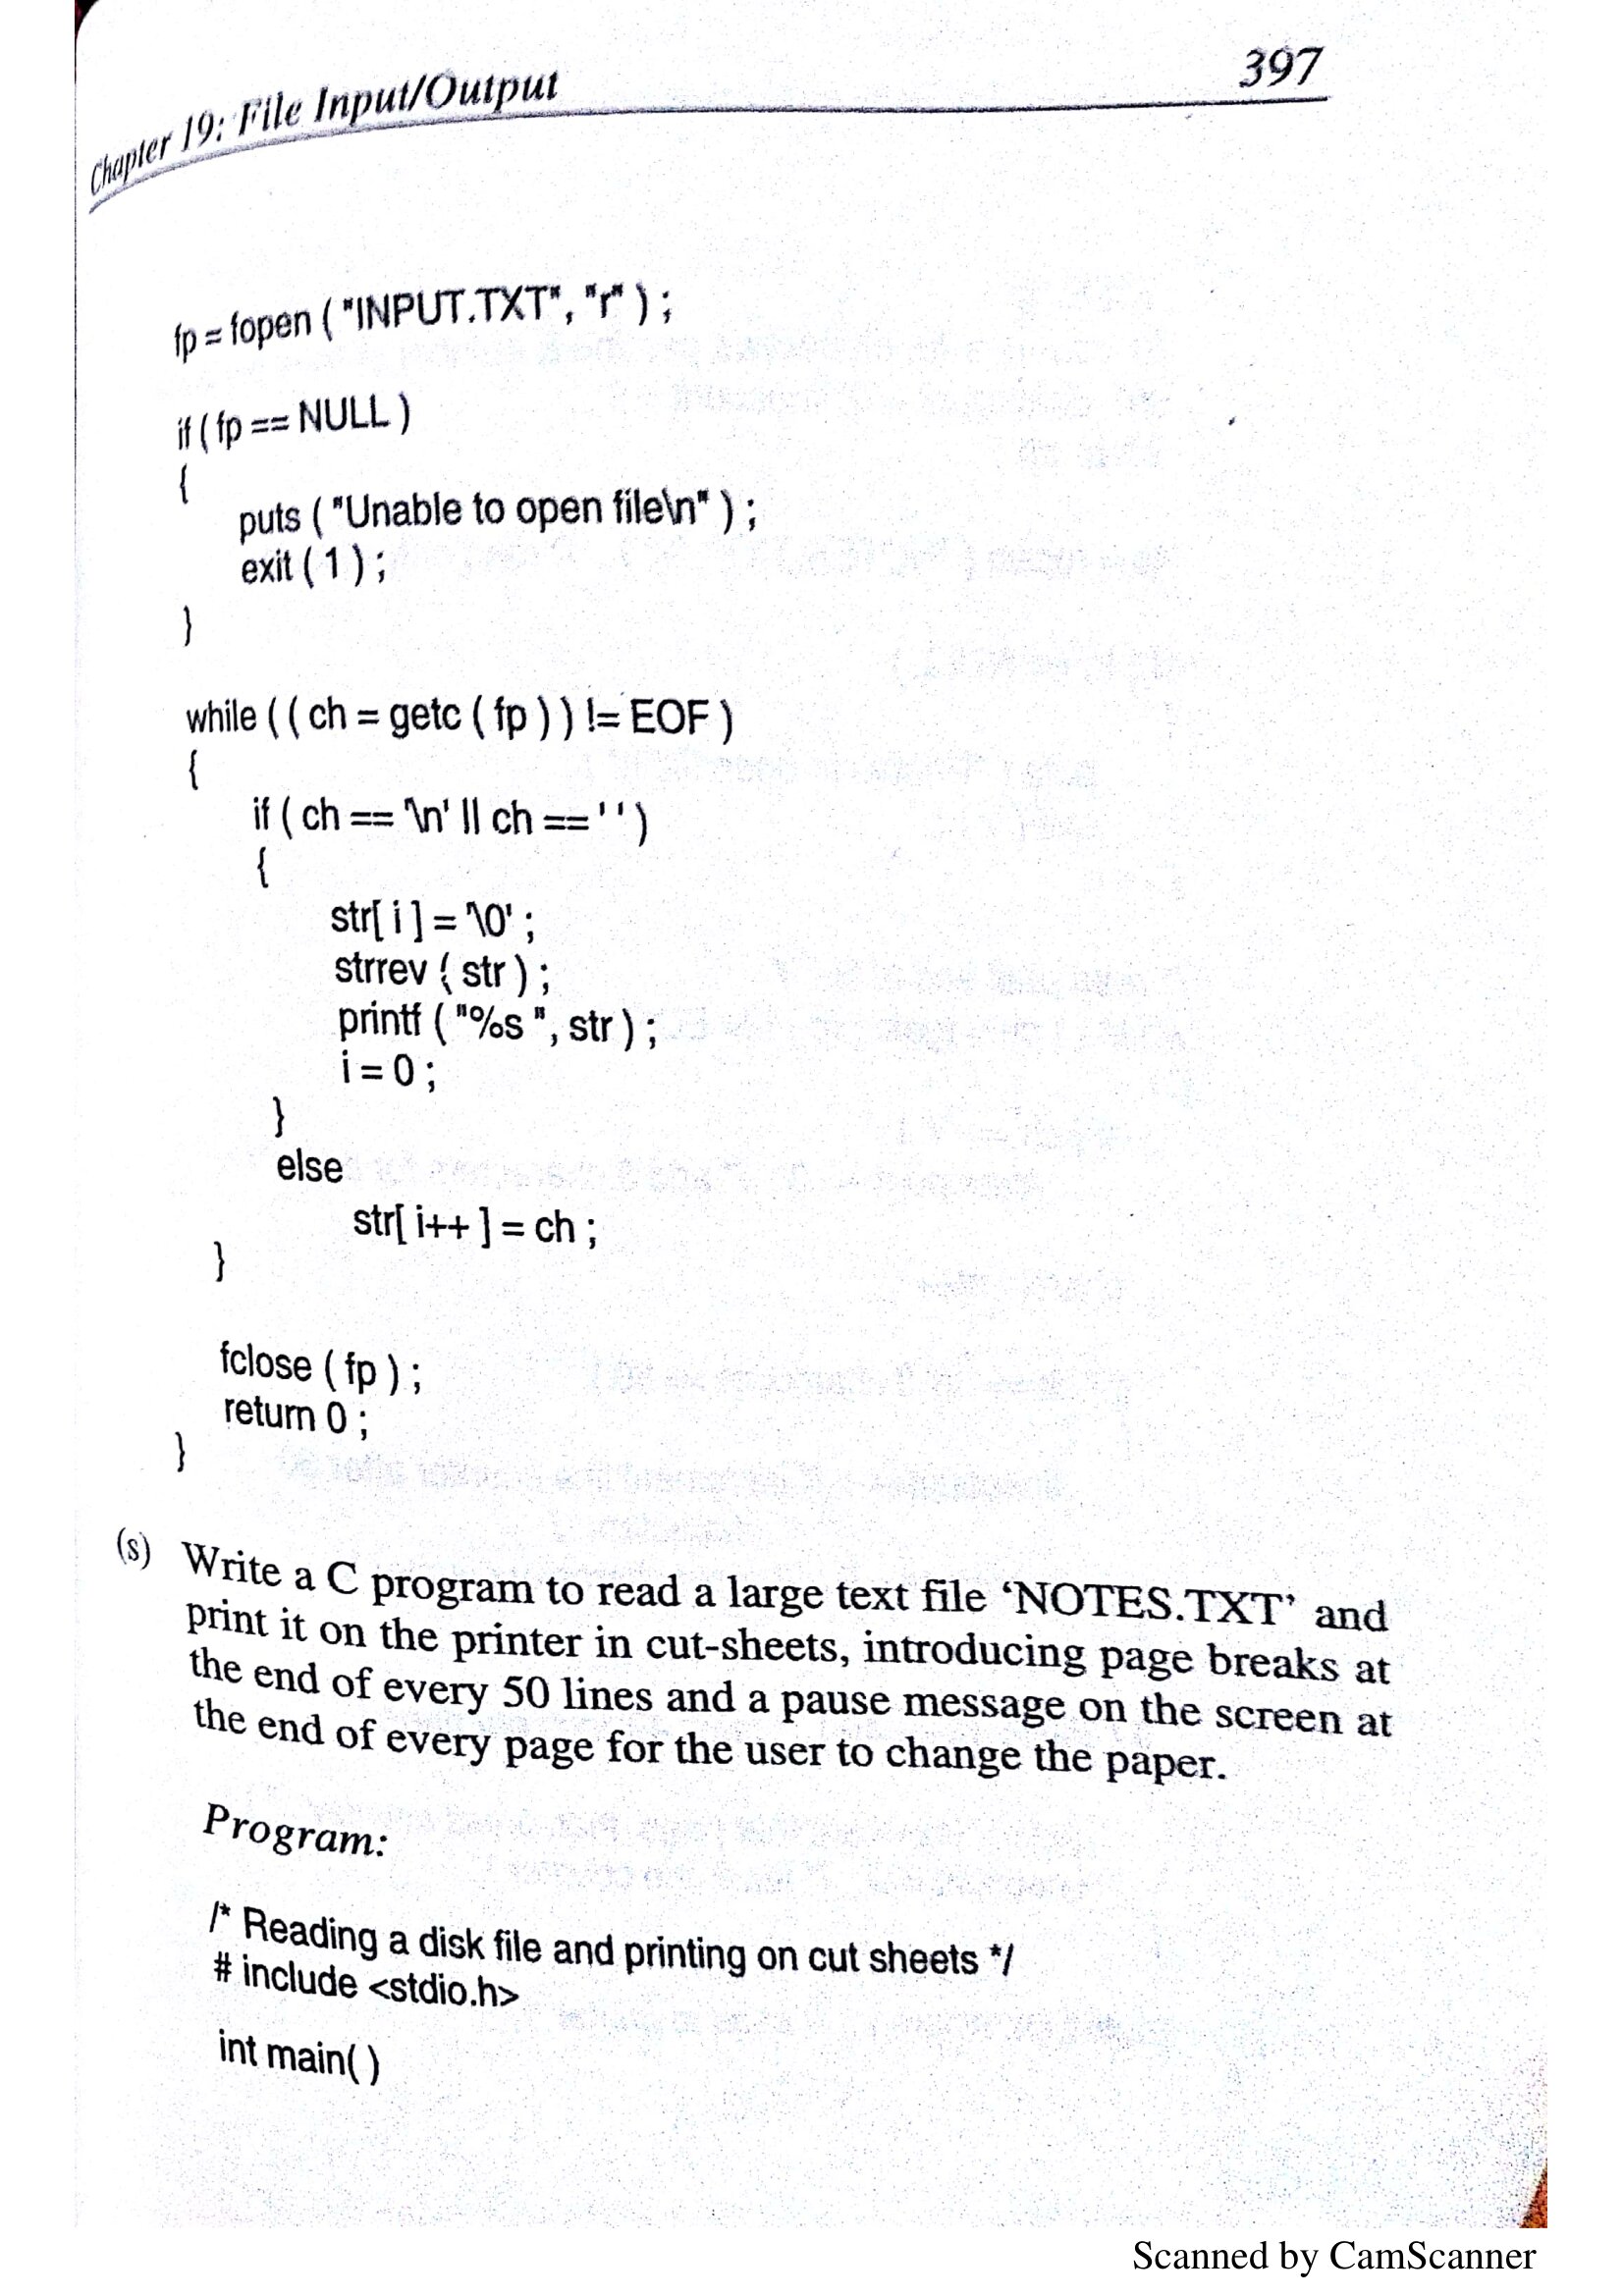 Chapter 19: File Input/Output 397
fp = fopen ( "INPUT.TXT", "r" ) ;
if ( fp == NULL )
{
puts ( "Unable to open file\n" ) ;
exit ( 1 ) ;
}
while ( ( ch = getc ( fp ) ) != EOF )
{
if ( ch == '\n' || ch == ' ' )
{
str[ i ] = '\0' ;
strrev ( str ) ;
printf ( "%s ", str ) ;
i = 0 ;
}
else
str[ i++ ] = ch ;
}
fclose ( fp ) ;
return 0 ;
}
(s) Write a C program to read a large text file ‘NOTES.TXT’ and
print it on the printer in cut-sheets, introducing page breaks at
the end of every 50 lines and a pause message on the screen at
the end of every page for the user to change the paper.
Program:
/* Reading a disk file and printing on cut sheets */
# include <stdio.h>
int main( )
Scanned by CamScanner